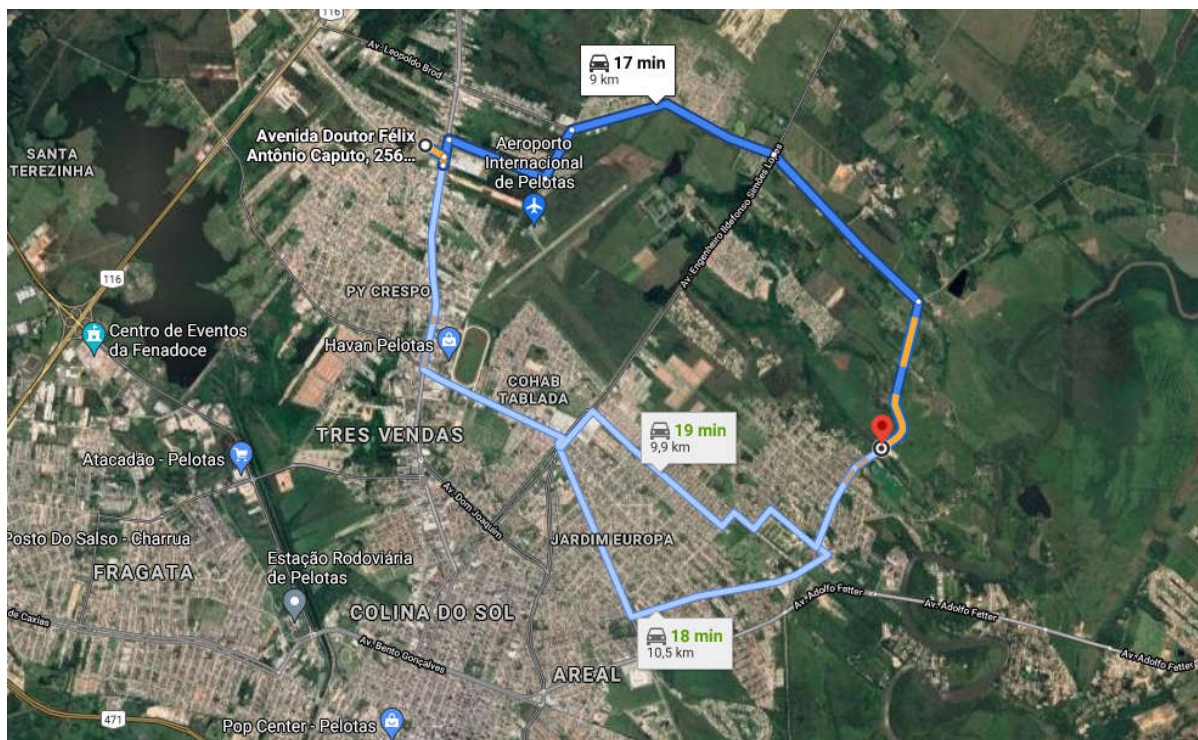 116
Av. Leopoldo Brod
17 min
9 km
Avenida Doutor Félix
Antônio Caputo, 256...
Aeroporto
Internacional
de Pelotas
SANTA
TEREZINHA
Av. Engenheiro Ildefonso Simões Lopes
116
PY CRESPO
Centro de Eventos
da Fenadoce
Havan Pelotas
COHAB
TABLADA
19 min
9,9 km
TRES VENDAS
Atacadão - Pelotas
Av. Dom Joaquim
Posto Do Salso - Charrua
JARDIM EUROPA
FRAGATA
Estação Rodoviária
de Pelotas
Av. Adolfo Fetter
Av. Adolfo Fetter
Av. Adolfo Fetter
COLINA DO SOL
de Caxias
18 min
10,5 km
Av. Bento Gonçalves
AREAL
471
Pop Center - Pelotas